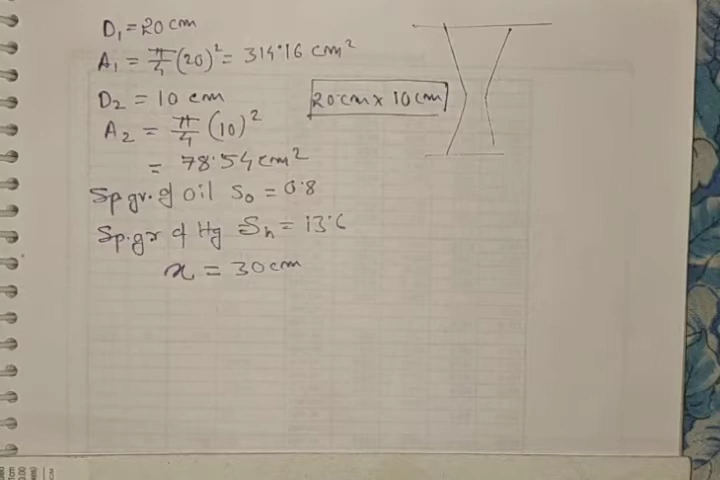 D₁ = 20 cm
A₁ = π/4 (20)² = 314.16 cm²
D₂ = 10 cm
20 cm x 10 cm
A₂ = π/4 (10)²
= 78.54 cm²
Sp.gr. of oil S₀ = 0.8
Sp.gr of Hg Sₕ = 13.6
x = 30 cm